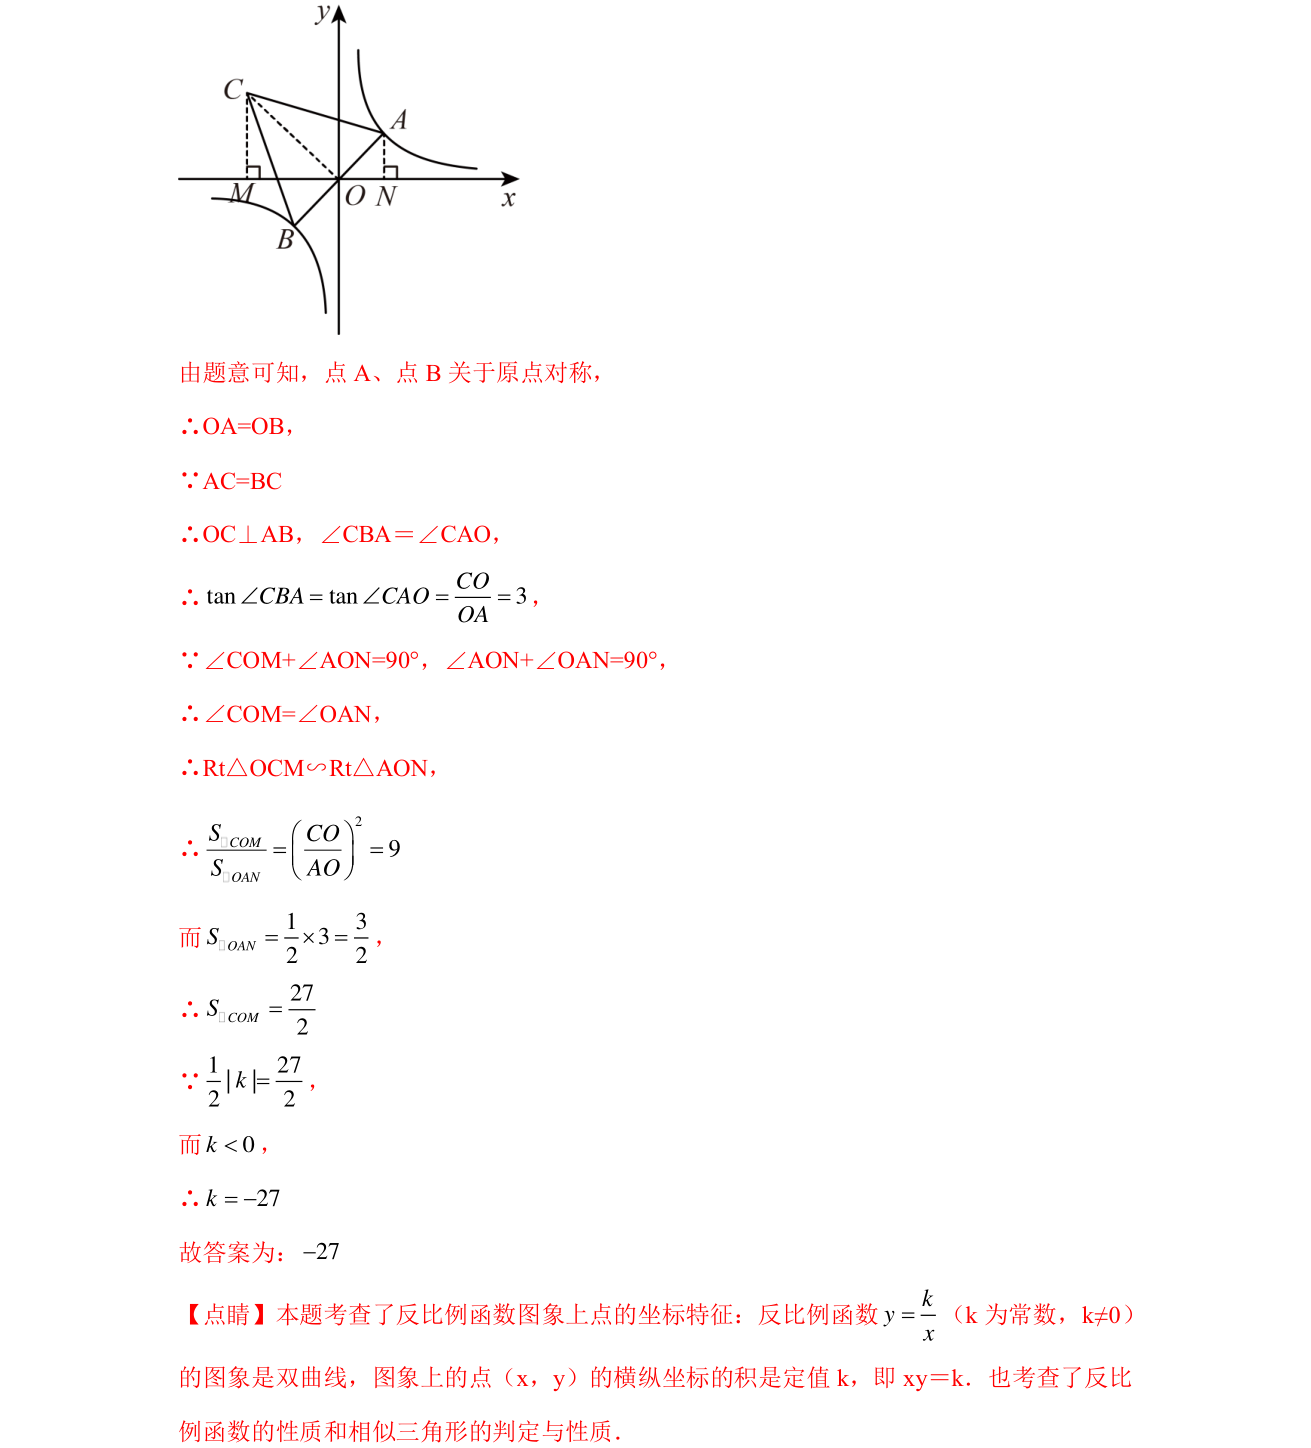 y
C
A
M
O
N
x
B
由题意可知，点 A、点 B 关于原点对称，
∴OA=OB，
∵AC=BC
∴OC⊥AB，∠CBA＝∠CAO，
∴ tan∠CBA = tan∠CAO = CO/OA = 3，
∵∠COM+∠AON=90°，∠AON+∠OAN=90°，
∴∠COM=∠OAN，
∴Rt△OCM∽Rt△AON，
∴ S□COM/S□OAN = (CO/AO)² = 9
而 S□OAN = 1/2 × 3 = 3/2，
∴ S□COM = 27/2
∵ 1/2|k|= 27/2，
而 k < 0，
∴ k = −27
故答案为：−27
【点睛】本题考查了反比例函数图象上点的坐标特征：反比例函数 y = k/x（k 为常数，k≠0）
的图象是双曲线，图象上的点（x，y）的横纵坐标的积是定值 k，即 xy＝k．也考查了反比
例函数的性质和相似三角形的判定与性质．